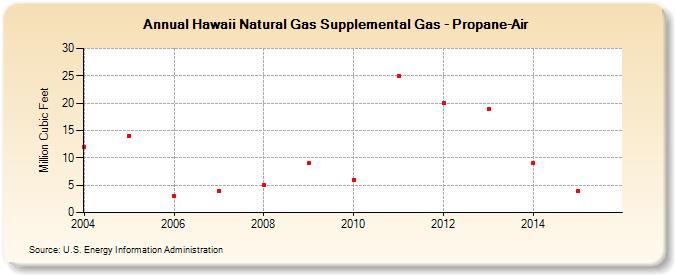 Annual Hawaii Natural Gas Supplemental Gas - Propane-Air
Million Cubic Feet
30
25
20
15
10
5
0
2004 2006 2008 2010 2012 2014
Source: U.S. Energy Information Administration